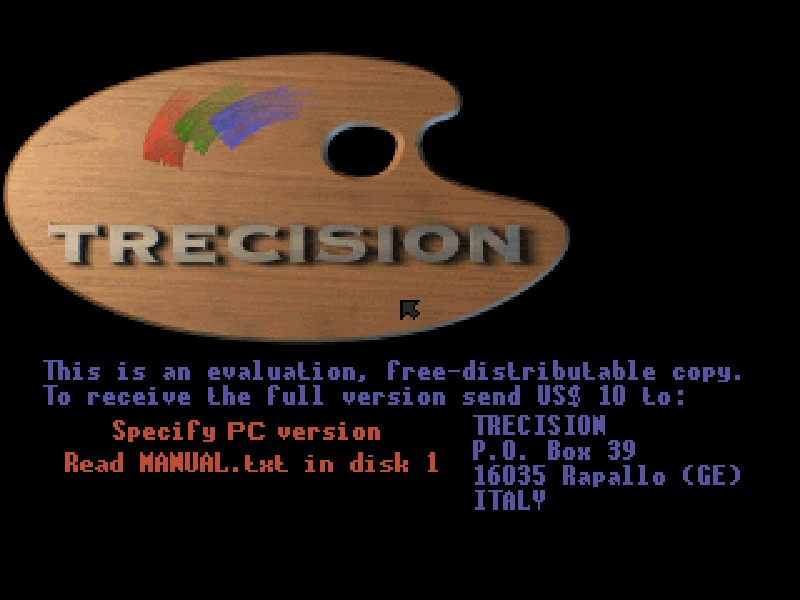 TRECISION
This is an evaluation, free-distributable copy.
To receive the full version send US$ 10 to:
Specify PC version
Read MANUAL.txt in disk 1
TRECISION
P.O. Box 39
16035 Rapallo (GE)
ITALY